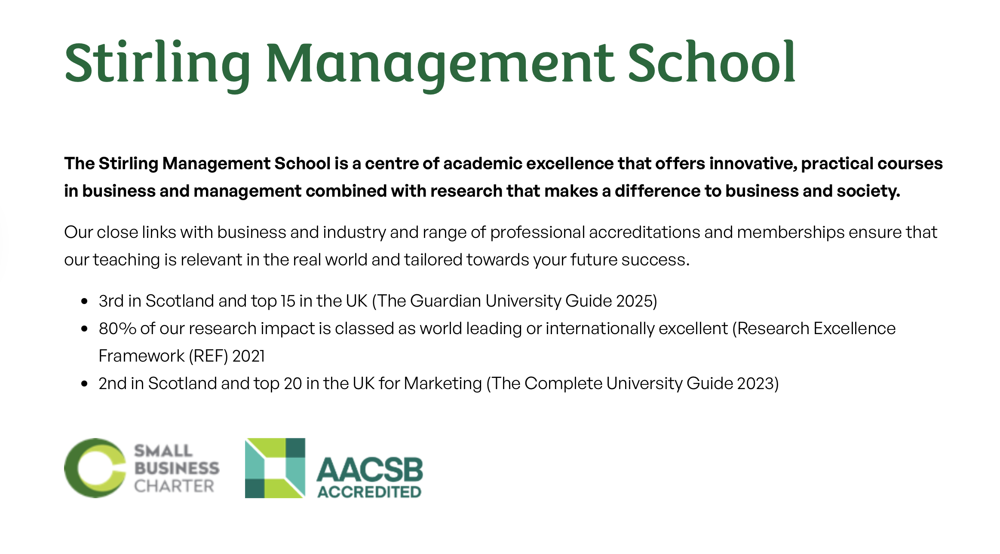 Stirling Management School
The Stirling Management School is a centre of academic excellence that offers innovative, practical courses
in business and management combined with research that makes a difference to business and society.
Our close links with business and industry and range of professional accreditations and memberships ensure that
our teaching is relevant in the real world and tailored towards your future success.
• 3rd in Scotland and top 15 in the UK (The Guardian University Guide 2025)
• 80% of our research impact is classed as world leading or internationally excellent (Research Excellence
Framework (REF) 2021
• 2nd in Scotland and top 20 in the UK for Marketing (The Complete University Guide 2023)
SMALL
BUSINESS
CHARTER
AACSB
ACCREDITED